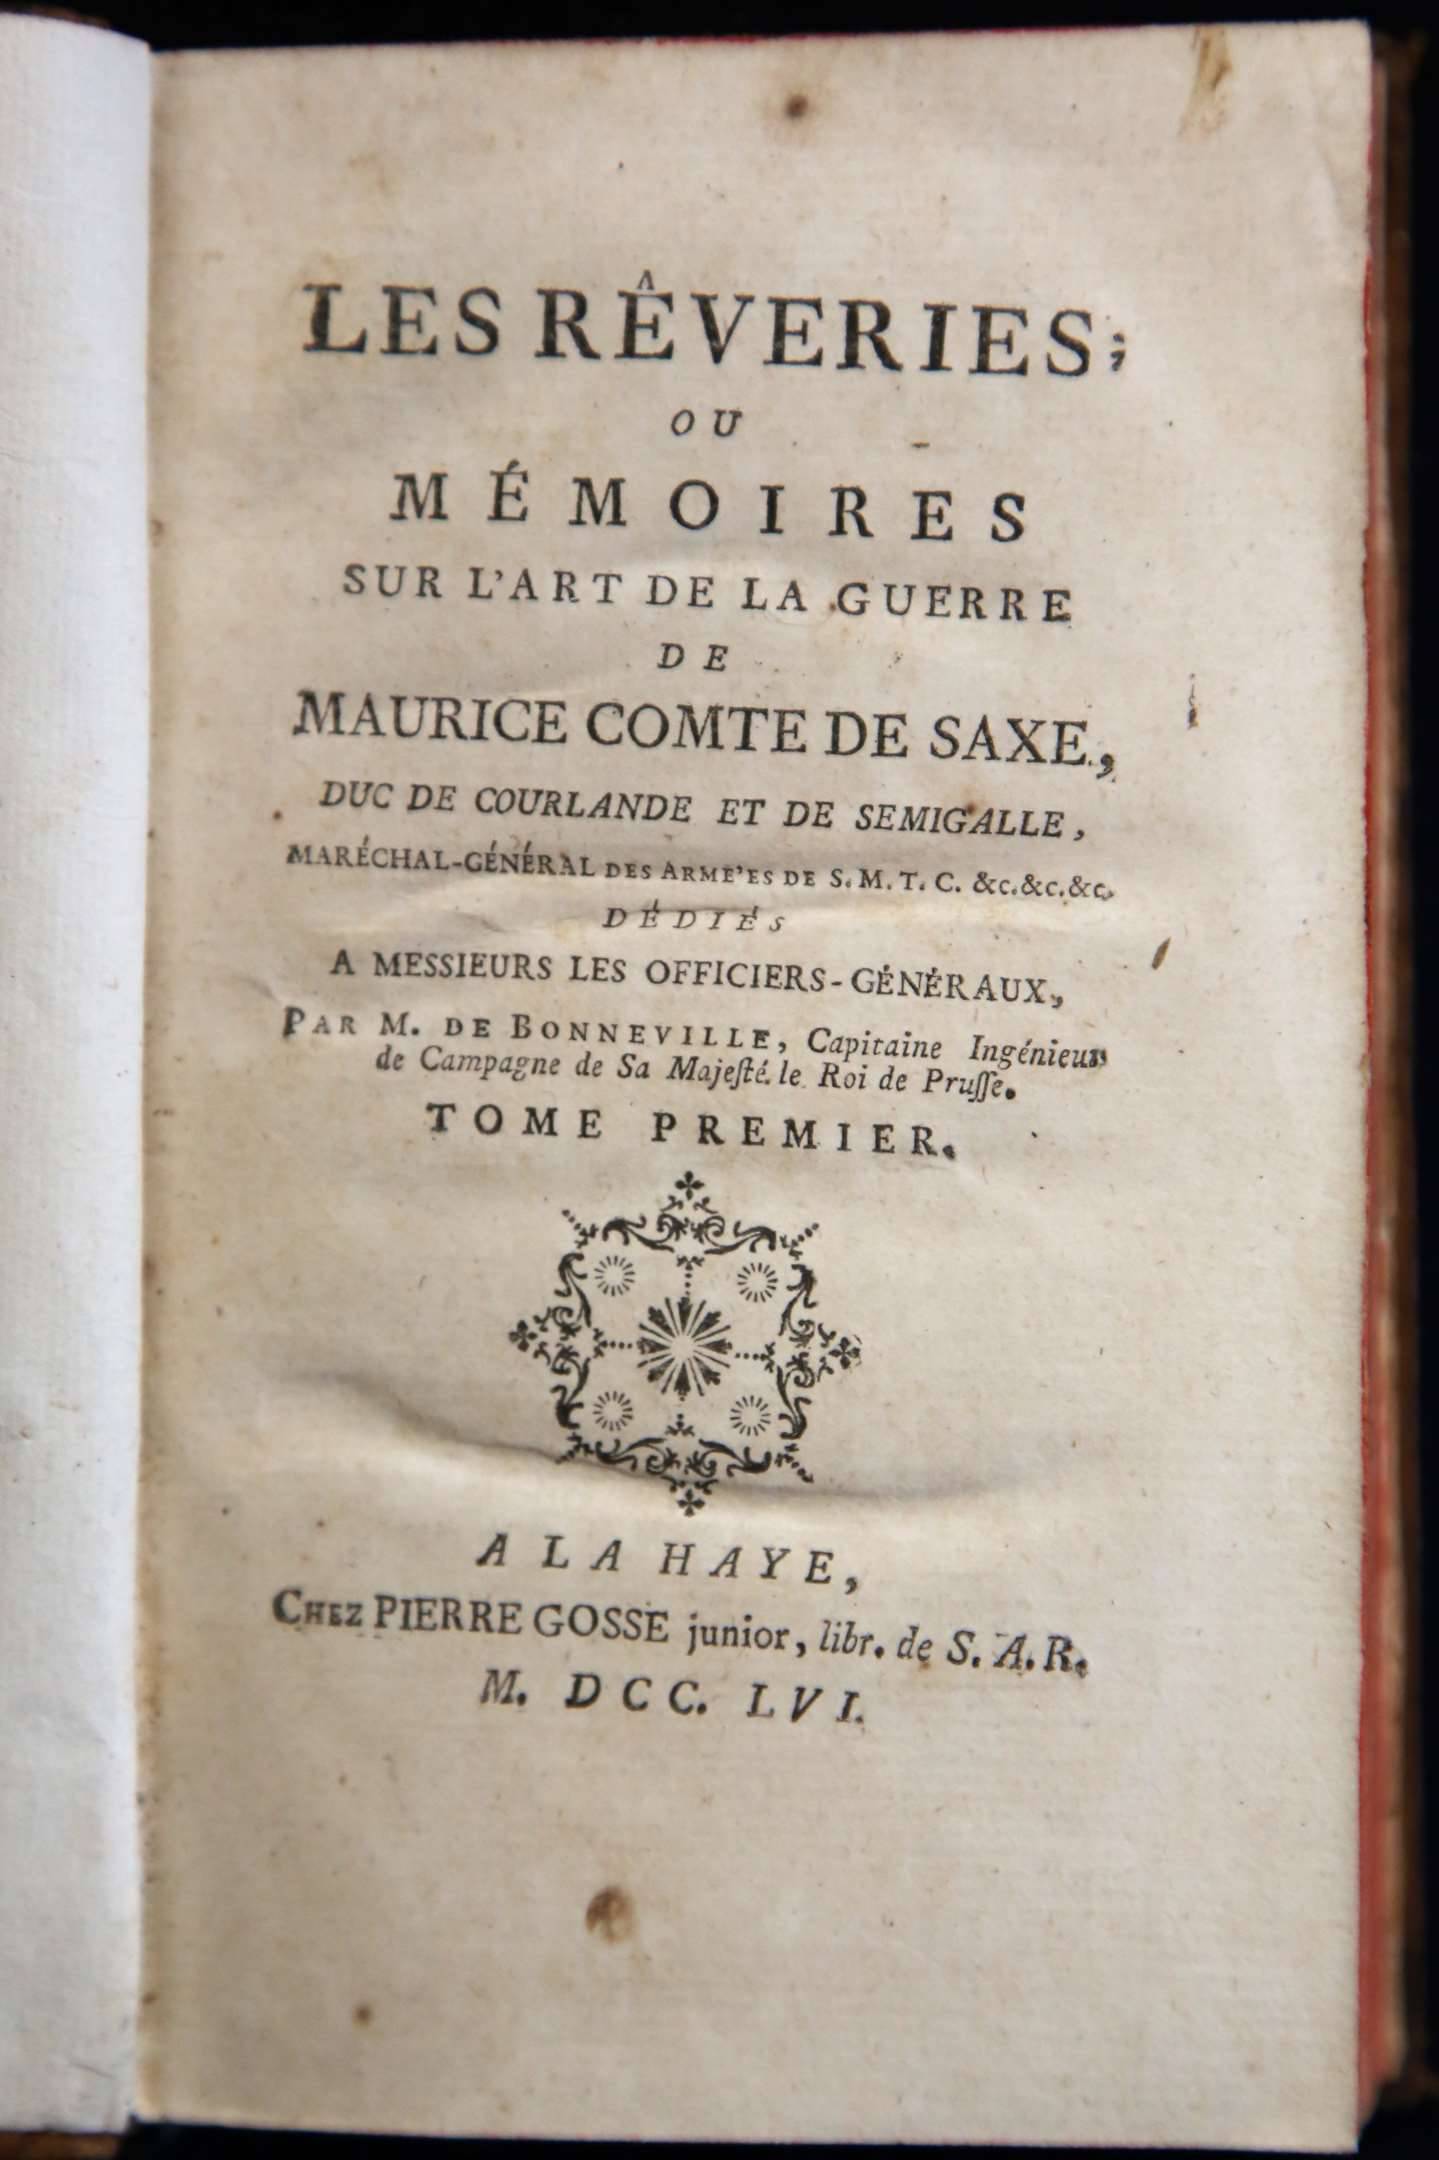 LES RÊVERIES;
OU
MÉMOIRES
SUR L'ART DE LA GUERRE
DE
MAURICE COMTE DE SAXE,
DUC DE COURLANDE ET DE SEMIGALLE,
MARÉCHAL-GÉNÉRAL DES ARME'ES DE S. M. T. C. &c.&c.&c.
DÉDIÉS
A MESSIEURS LES OFFICIERS-GÉNÉRAUX,
PAR M. DE BONNEVILLE, Capitaine Ingénieur
de Campagne de Sa Majeſté le Roi de Pruſſe.
TOME PREMIER.
A LA HAYE,
CHEZ PIERRE GOSSE junior, libr. de S. A. R.
M. DCC. LVI.